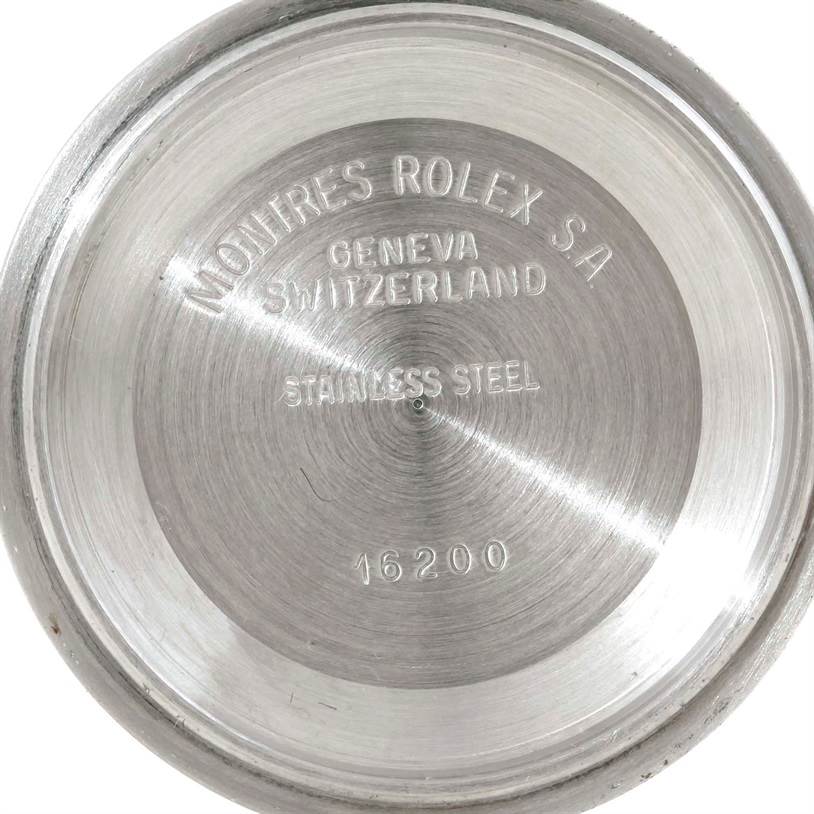 MONTRES ROLEX S.A.
GENEVA
SWITZERLAND
STAINLESS STEEL
16200